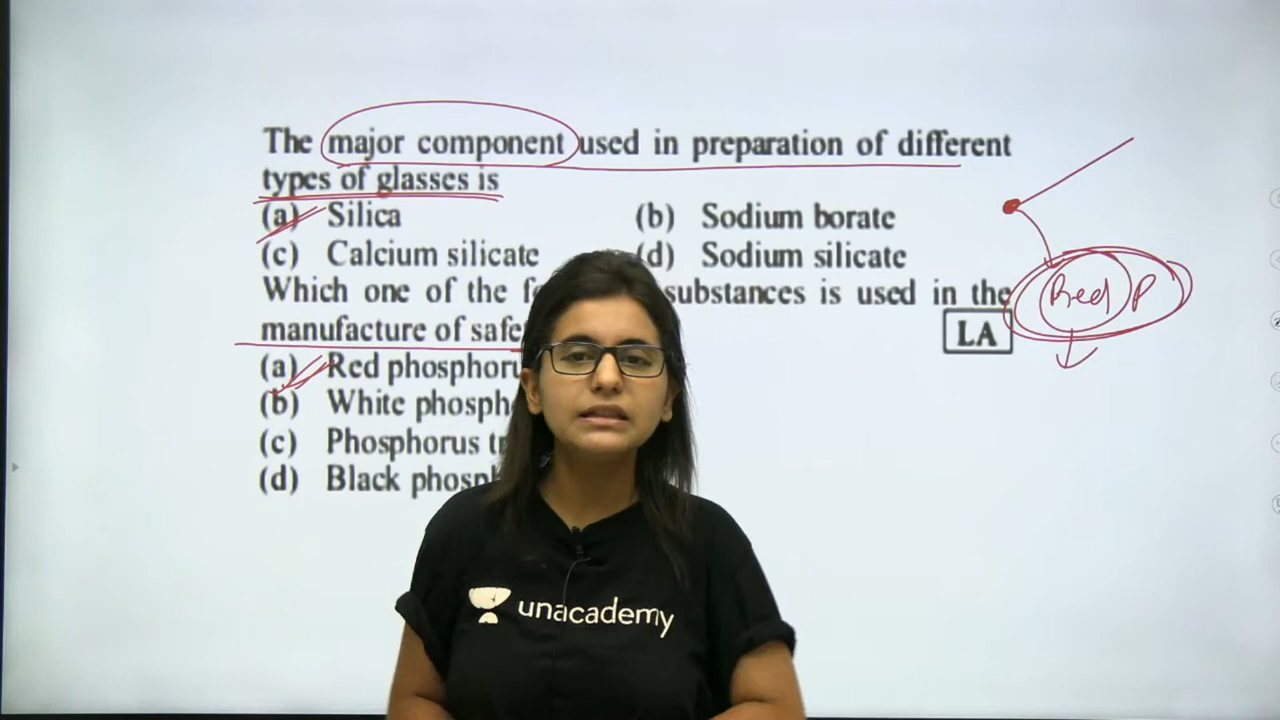 The major component used in preparation of different
types of glasses is
(a) Silica (b) Sodium borate
(c) Calcium silicate (d) Sodium silicate
Which one of the substances is used in the
manufacture of LA
(a) Red
(b) White
(c) Phosphorus
(d) Black
Red P
unacademy